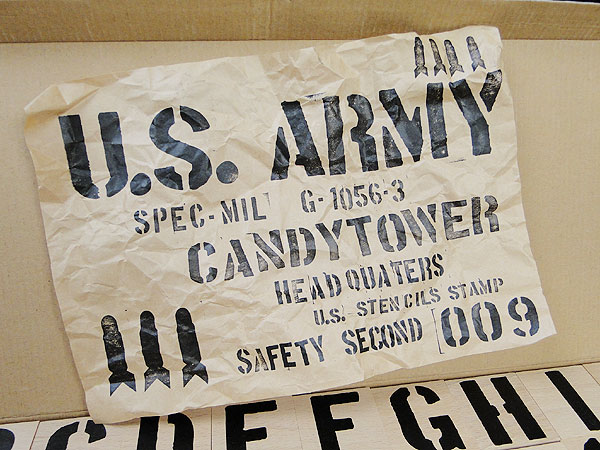 U.S. ARMY
SPEC-MIL G-1056-3
CANDYTOWER
HEAD QUATERS
U.S. STENCILS STAMP
SAFETY SECOND 009
C D E F G H I